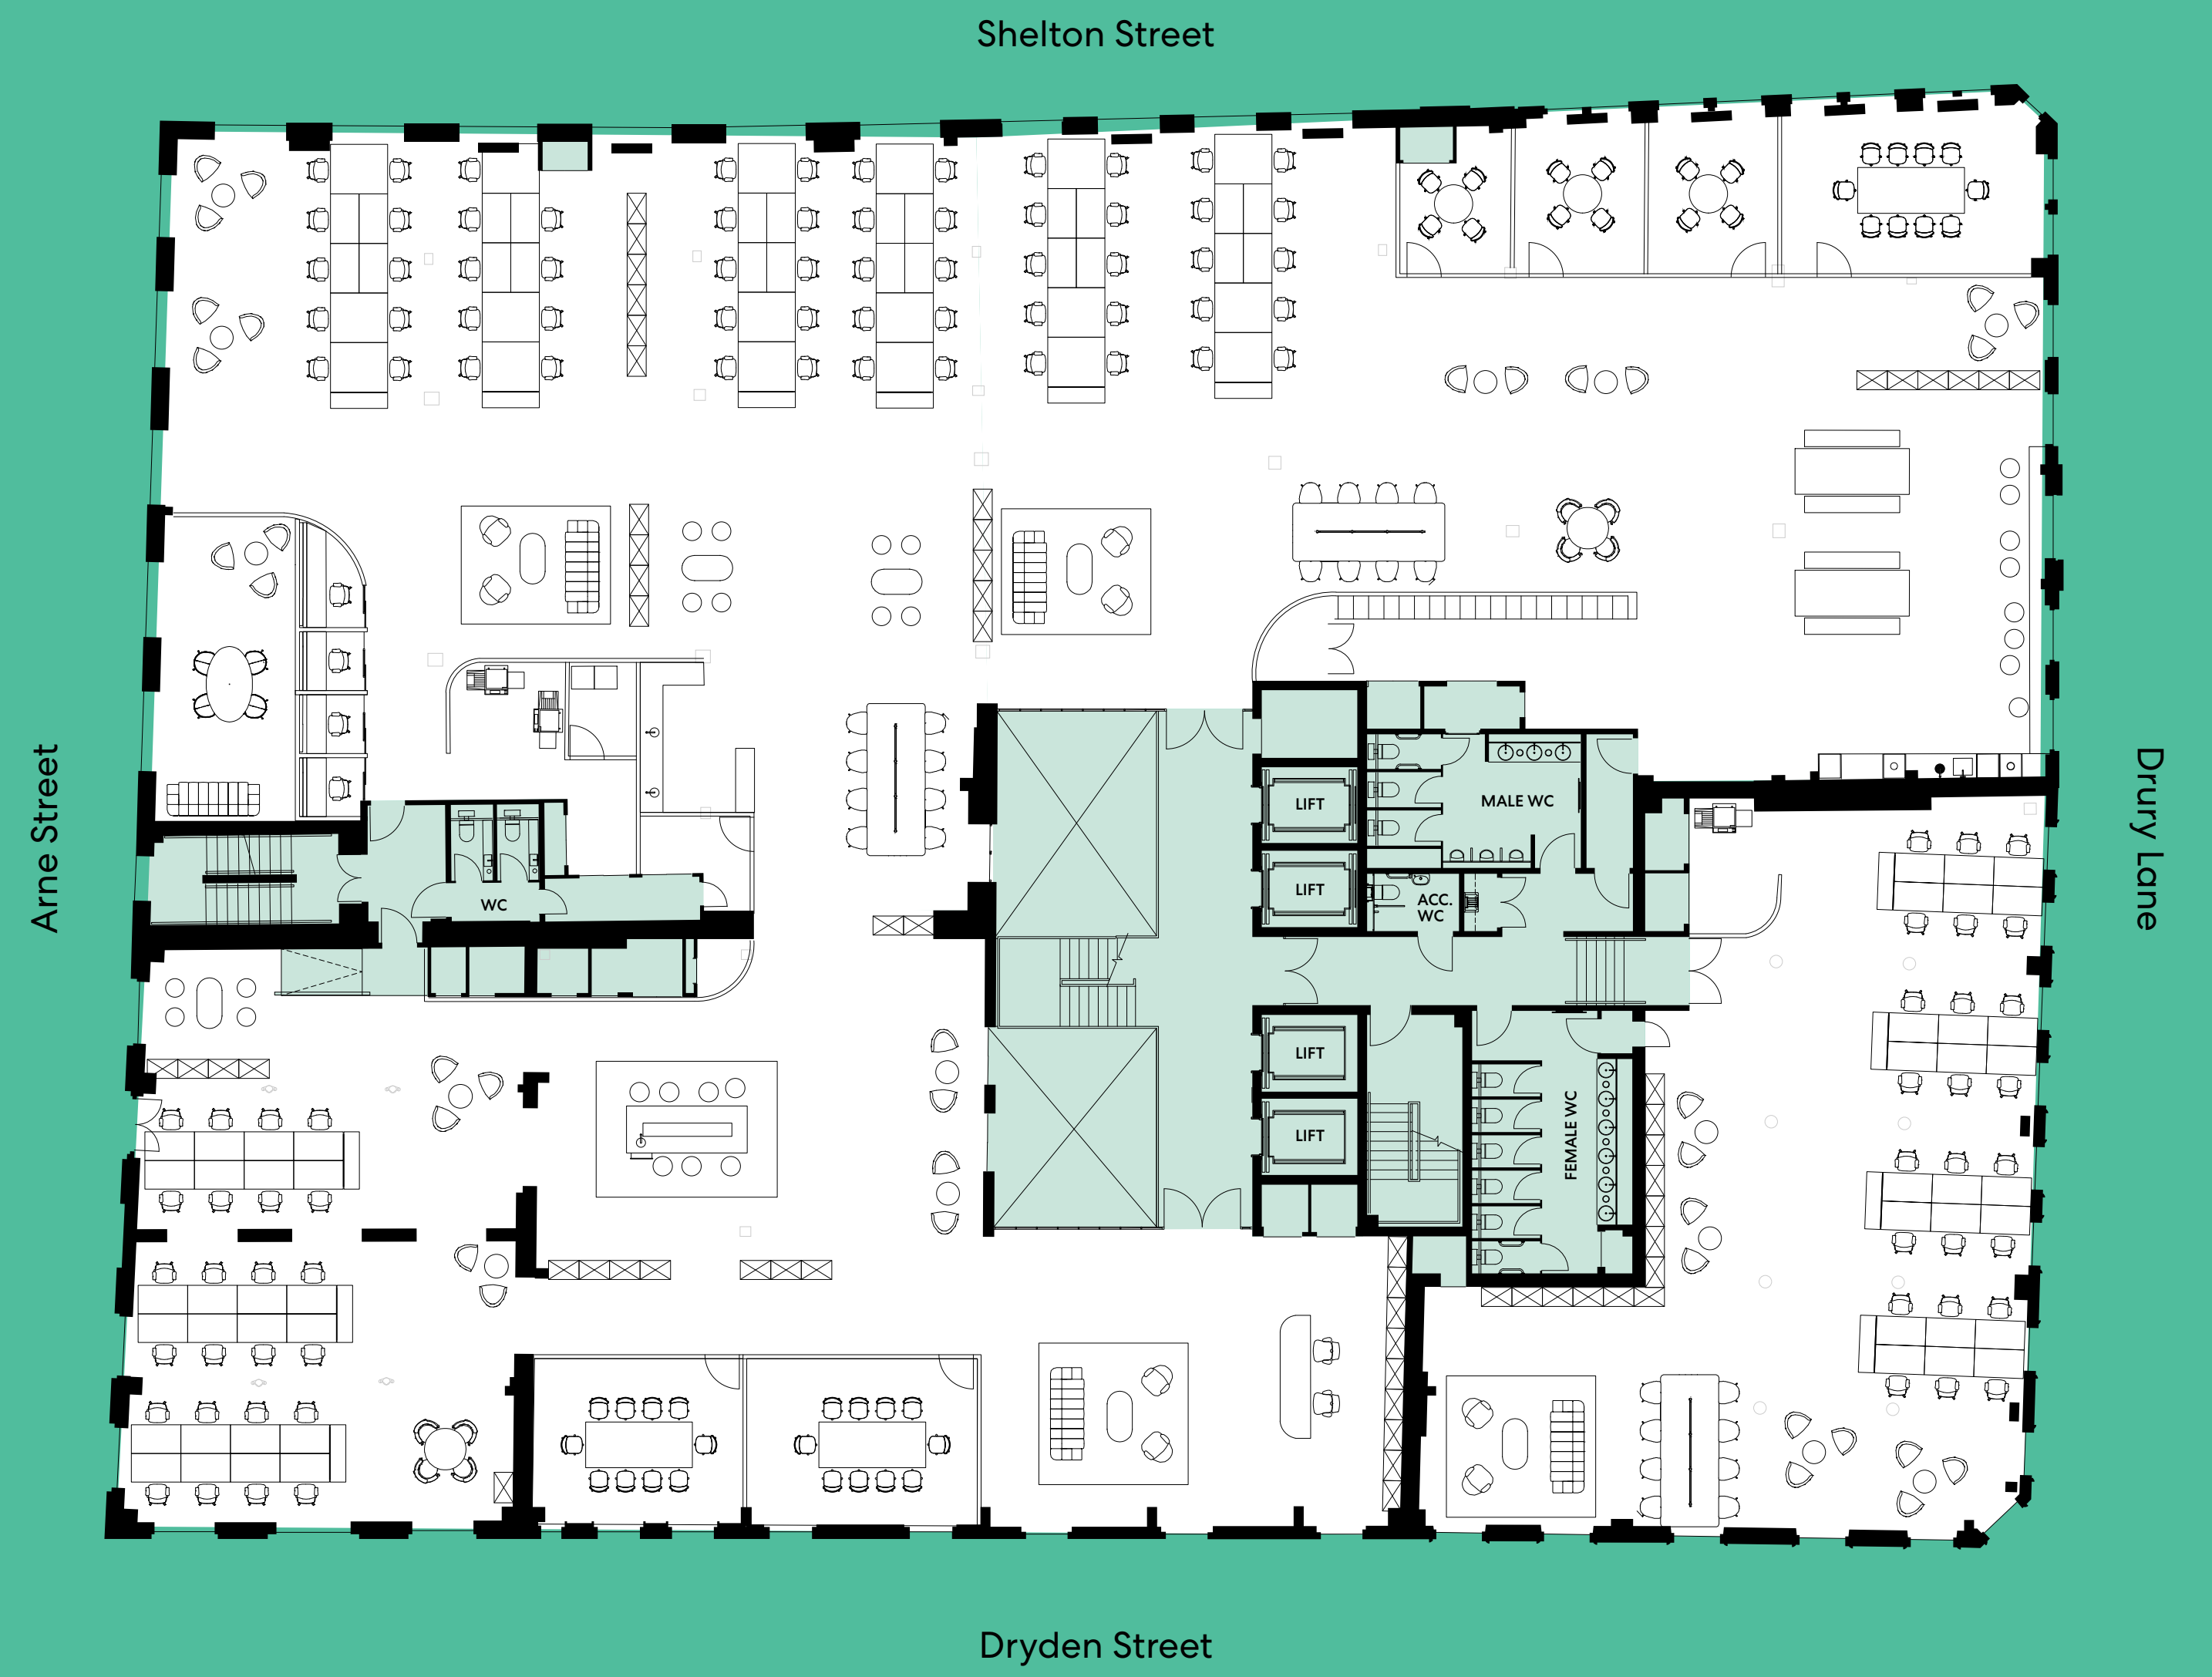 Shelton Street
Arne Street
Drury Lane
LIFT
MALE WC
LIFT
ACC.
WC
WC
LIFT
LIFT
FEMALE WC
Dryden Street